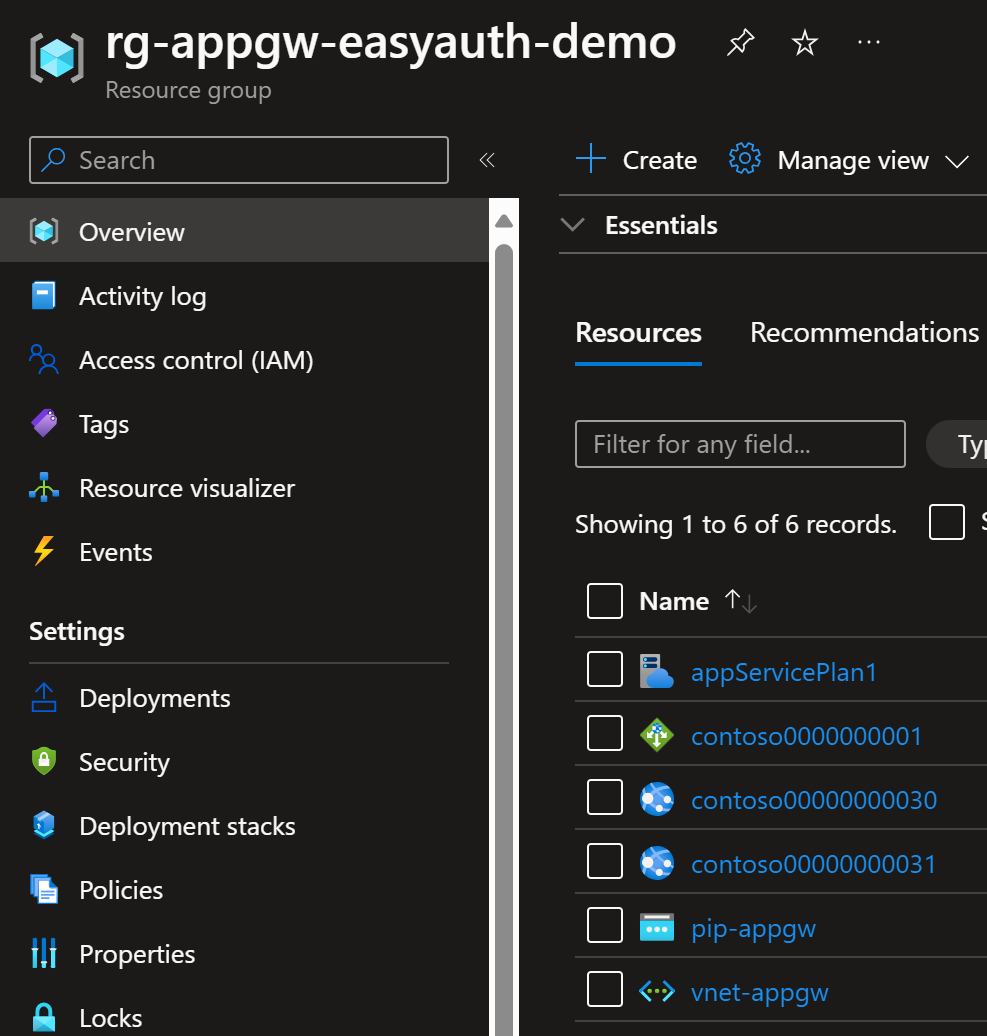 rg-appgw-easyauth-demo
Resource group
Search
Overview
Activity log
Access control (IAM)
Tags
Resource visualizer
Events
Settings
Deployments
Security
Deployment stacks
Policies
Properties
Locks
Create
Manage view
Essentials
Resources
Recommendations
Filter for any field...
Showing 1 to 6 of 6 records.
Name
appServicePlan1
contoso0000000001
contoso00000000030
contoso00000000031
pip-appgw
vnet-appgw